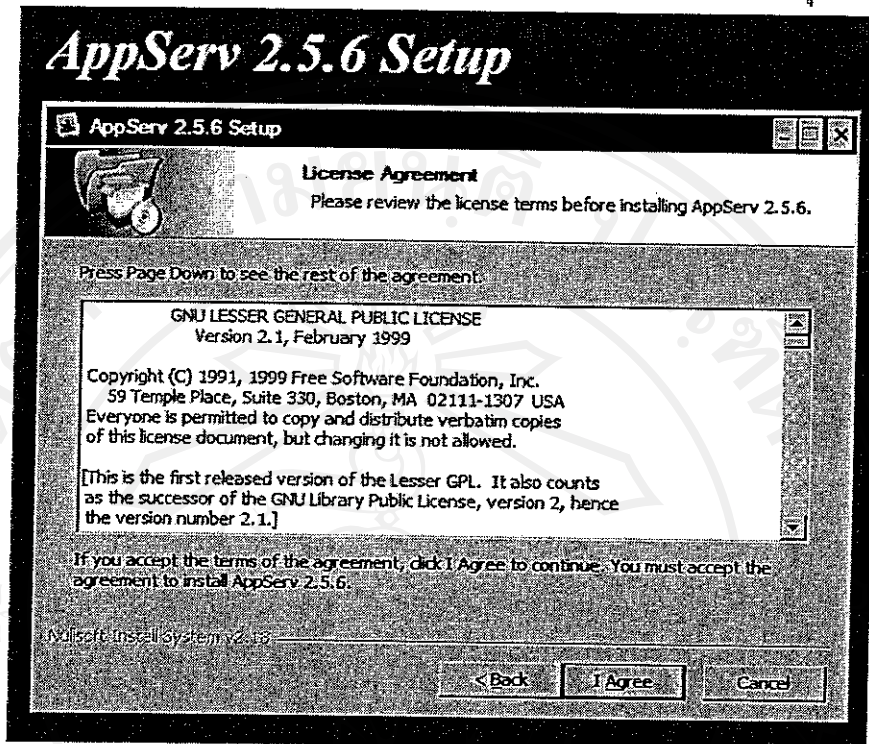 AppServ 2.5.6 Setup
AppServ 2.5.6 Setup
License Agreement
Please review the license terms before installing AppServ 2.5.6.
Press Page Down to see the rest of the agreement.
GNU LESSER GENERAL PUBLIC LICENSE
Version 2.1, February 1999
Copyright (C) 1991, 1999 Free Software Foundation, Inc.
59 Temple Place, Suite 330, Boston, MA 02111-1307 USA
Everyone is permitted to copy and distribute verbatim copies
of this license document, but changing it is not allowed.
[This is the first released version of the Lesser GPL. It also counts
as the successor of the GNU Library Public License, version 2, hence
the version number 2.1.]
If you accept the terms of the agreement, click I Agree to continue. You must accept the
agreement to install AppServ 2.5.6.
Nullsoft Install System v2.18
< Back
I Agree
Cancel